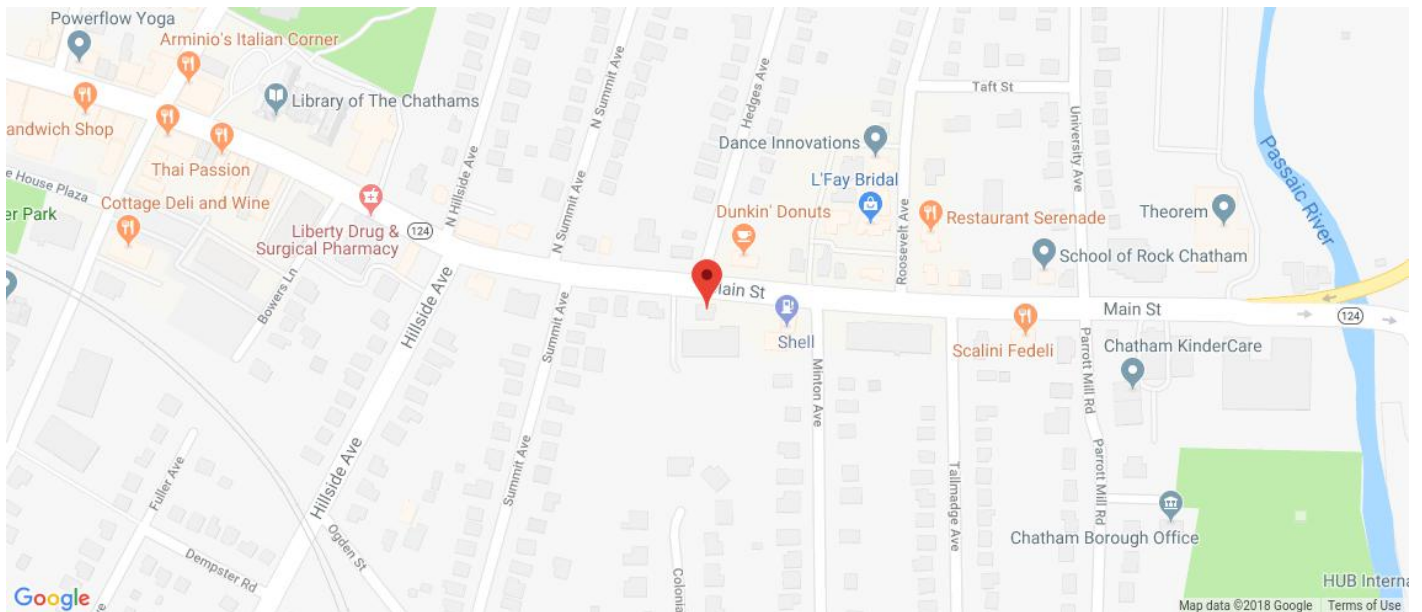 Powerflow Yoga
Arminio's Italian Corner
Library of The Chathams
andwich Shop
Thai Passion
e House Plaza
er Park
Cottage Deli and Wine
Liberty Drug &
Surgical Pharmacy
124
Bowers Ln
N Hillside Ave
Hillside Ave
N Summit Ave
N Summit Ave
Summit Ave
Summit Ave
Hedges Ave
Taft St
Dance Innovations
L'Fay Bridal
Dunkin' Donuts
Roosevelt Ave
Restaurant Serenade
University Ave
Theorem
School of Rock Chatham
Passaic River
ain St
Shell
Minton Ave
Scalini Fedeli
Main St
124
Chatham KinderCare
Parrott Mill Rd
Parrott Mill Rd
Tallmadge Ave
Chatham Borough Office
Hillside Ave
Fuller Ave
Ogden St
Dempster Rd
Colonia
HUB Interna
Google
Map data ©2018 Google
Terms of Use